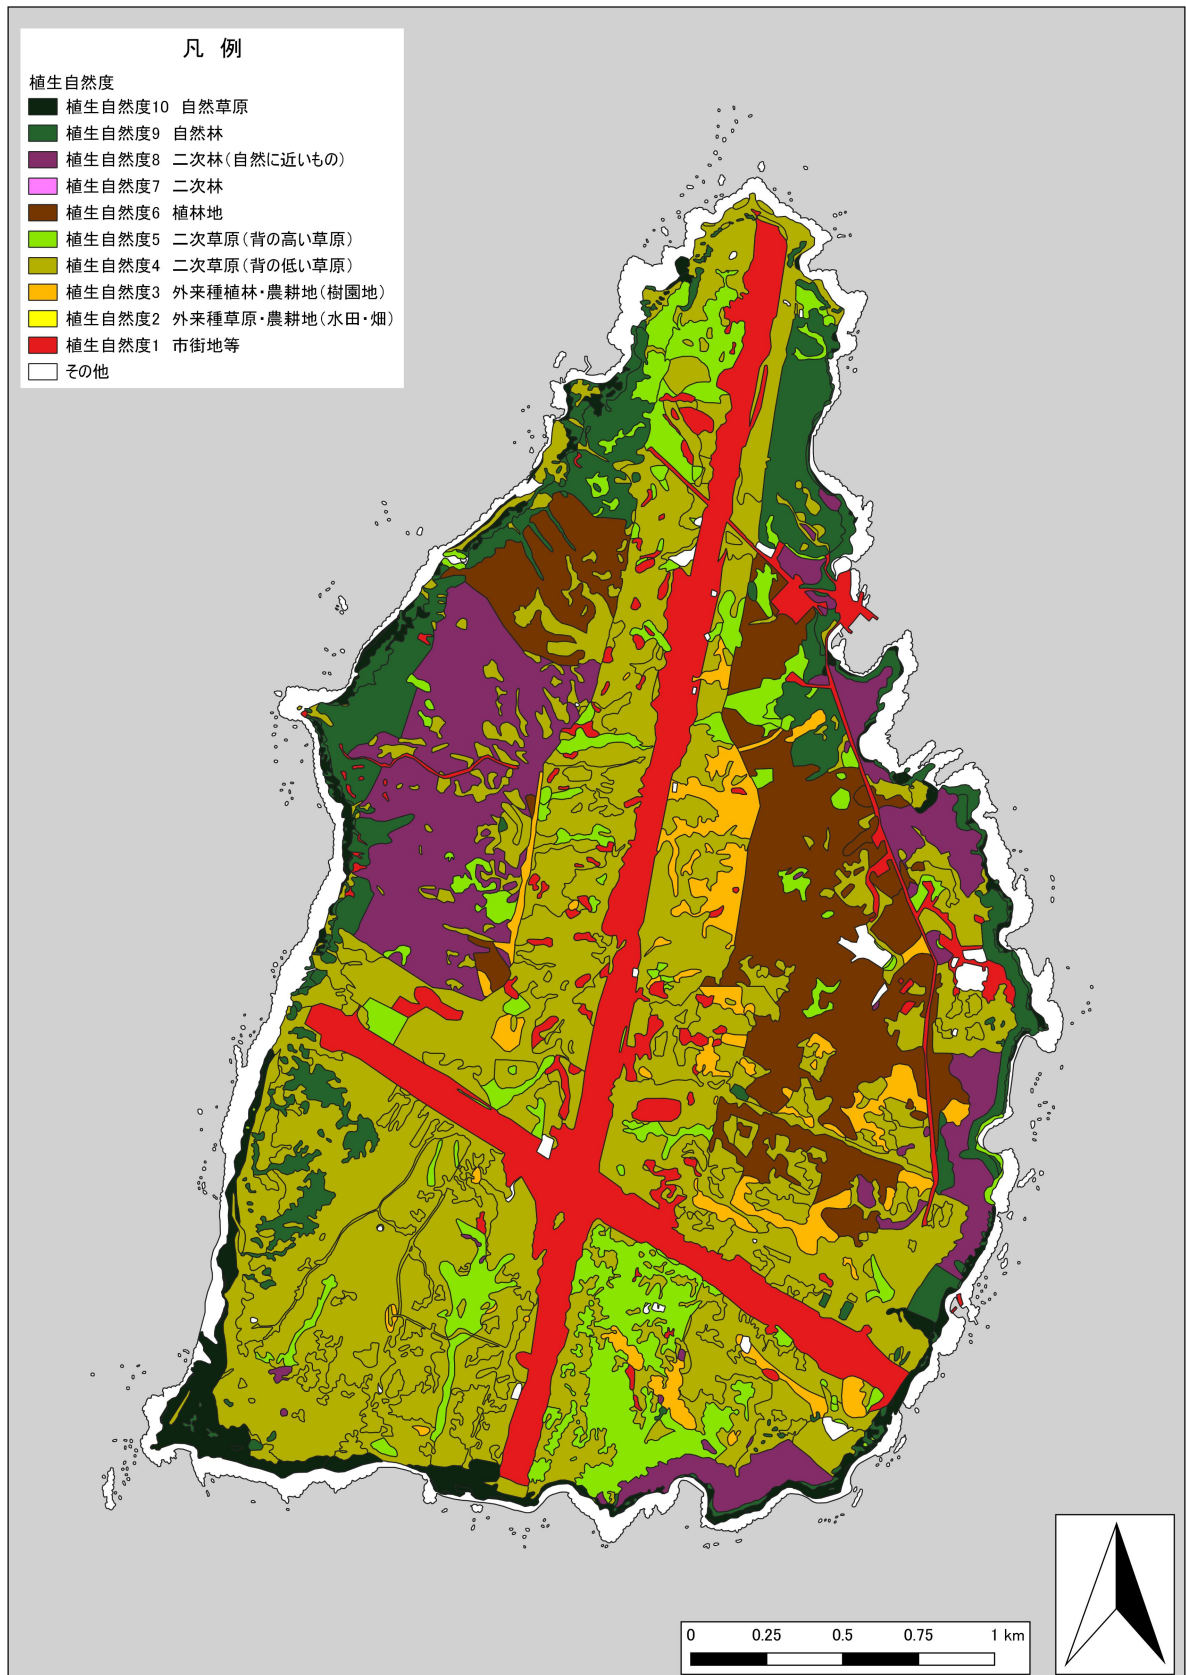 凡 例
植生自然度
植生自然度10 自然草原
植生自然度9 自然林
植生自然度8 二次林(自然に近いもの)
植生自然度7 二次林
植生自然度6 植林地
植生自然度5 二次草原(背の高い草原)
植生自然度4 二次草原(背の低い草原)
植生自然度3 外来種植林・農耕地(樹園地)
植生自然度2 外来種草原・農耕地(水田・畑)
植生自然度1 市街地等
その他
0 0.25 0.5 0.75 1 km